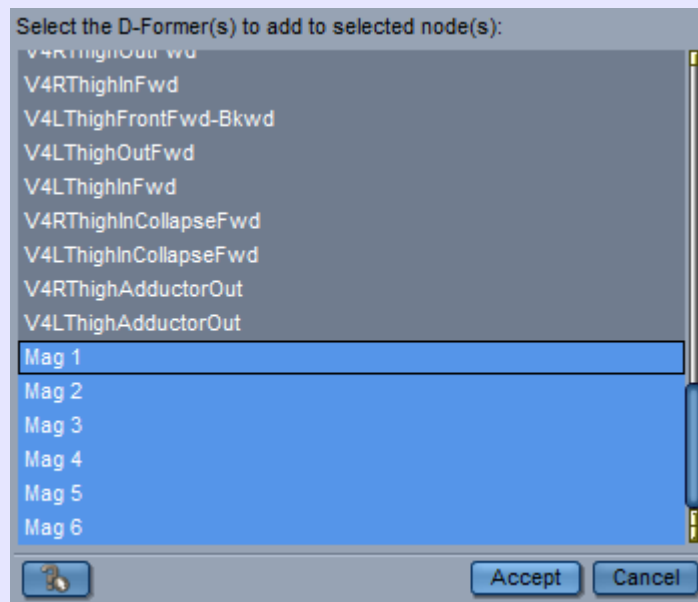 Select the D-Former(s) to add to selected node(s):
V4RThighOutFwd
V4RThighInFwd
V4LThighFrontFwd-Bkwd
V4LThighOutFwd
V4LThighInFwd
V4RThighInCollapseFwd
V4LThighInCollapseFwd
V4RThighAdductorOut
V4LThighAdductorOut
Mag 1
Mag 2
Mag 3
Mag 4
Mag 5
Mag 6
Accept Cancel